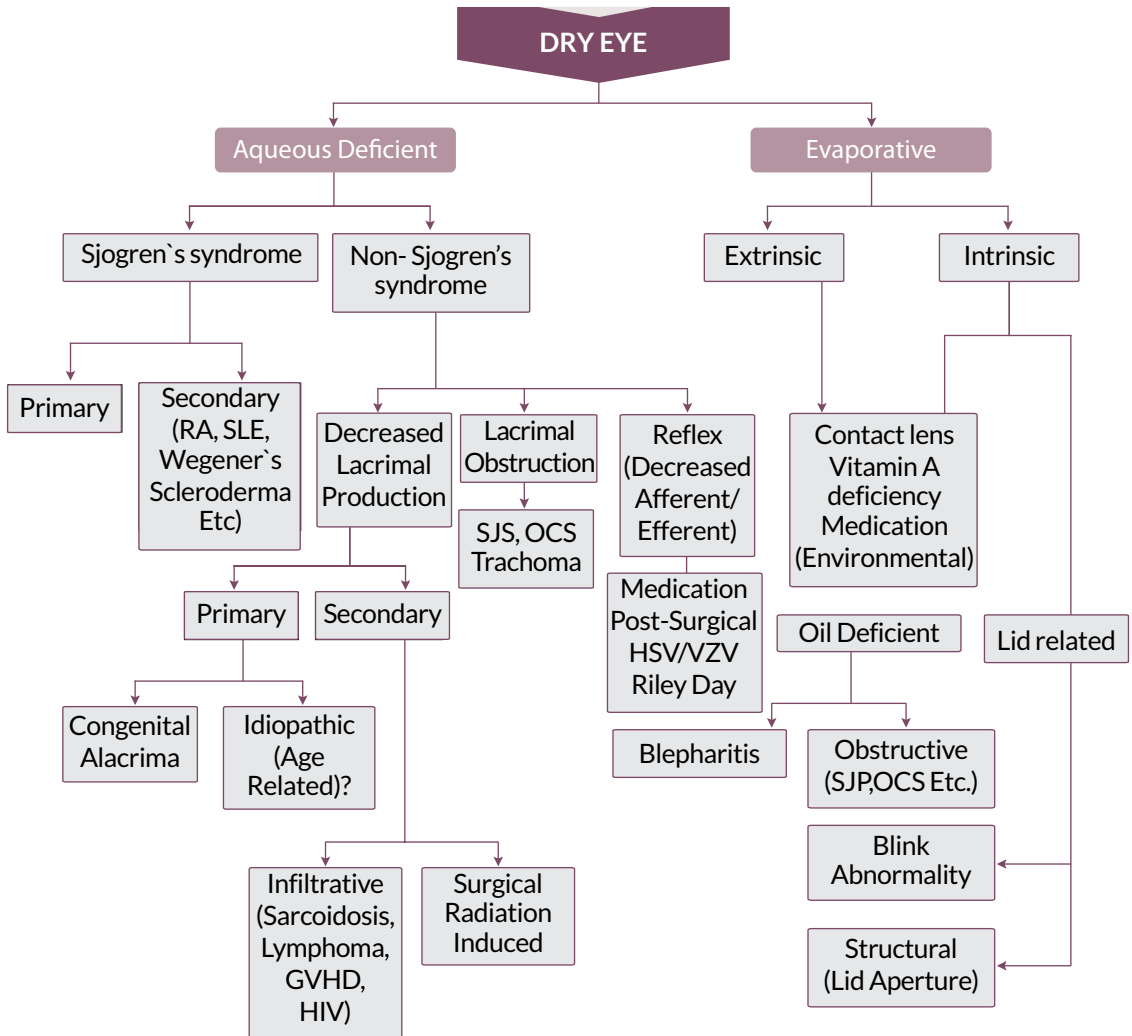 DRY EYE
Aqueous Deficient
Evaporative
Sjogren`s syndrome
Non- Sjogren’s
syndrome
Extrinsic
Intrinsic
Primary
Secondary
(RA, SLE,
Wegener`s
Scleroderma
Etc)
Decreased
Lacrimal
Production
Lacrimal
Obstruction
Reflex
(Decreased
Afferent/
Efferent)
Contact lens
Vitamin A
deficiency
Medication
(Environmental)
SJS, OCS
Trachoma
Primary
Secondary
Medication
Post-Surgical
HSV/VZV
Riley Day
Oil Deficient
Lid related
Congenital
Alacrima
Idiopathic
(Age
Related)?
Blepharitis
Obstructive
(SJP,OCS Etc.)
Blink
Abnormality
Infiltrative
(Sarcoidosis,
Lymphoma,
GVHD,
HIV)
Surgical
Radiation
Induced
Structural
(Lid Aperture)